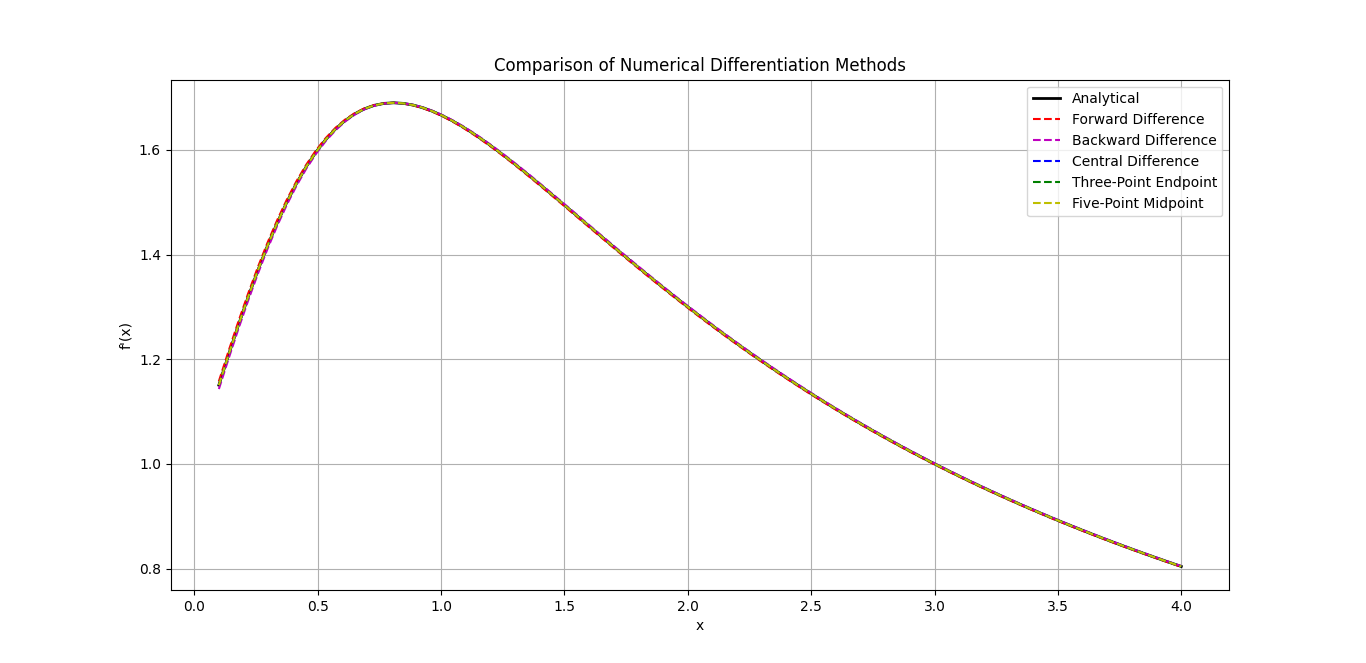 Comparison of Numerical Differentiation Methods
Analytical
Forward Difference
Backward Difference
Central Difference
Three-Point Endpoint
Five-Point Midpoint
1.6
1.4
1.2
1.0
0.8
f'(x)
0.0 0.5 1.0 1.5 2.0 2.5 3.0 3.5 4.0
x